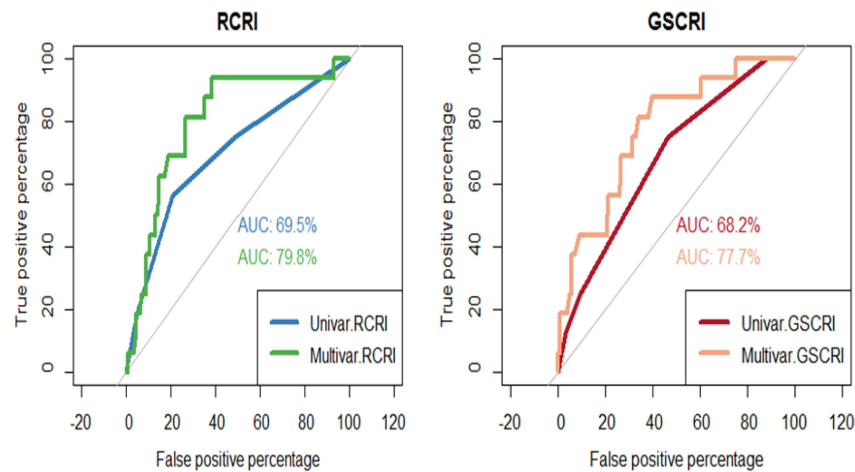 RCRI
True positive percentage
100
80
60
40
20
0
AUC: 69.5%
AUC: 79.8%
Univar.RCRI
Multivar.RCRI
-20 0 20 40 60 80 100 120
False positive percentage
GSCRI
True positive percentage
100
80
60
40
20
0
AUC: 68.2%
AUC: 77.7%
Univar.GSCRI
Multivar.GSCRI
-20 0 20 40 60 80 100 120
False positive percentage